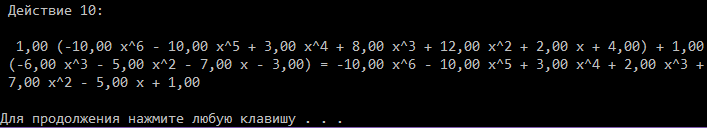 Действие 10:
1,00 (-10,00 x^6 - 10,00 x^5 + 3,00 x^4 + 8,00 x^3 + 12,00 x^2 + 2,00 x + 4,00) + 1,00
(-6,00 x^3 - 5,00 x^2 - 7,00 x - 3,00) = -10,00 x^6 - 10,00 x^5 + 3,00 x^4 + 2,00 x^3 +
7,00 x^2 - 5,00 x + 1,00
Для продолжения нажмите любую клавишу . . .